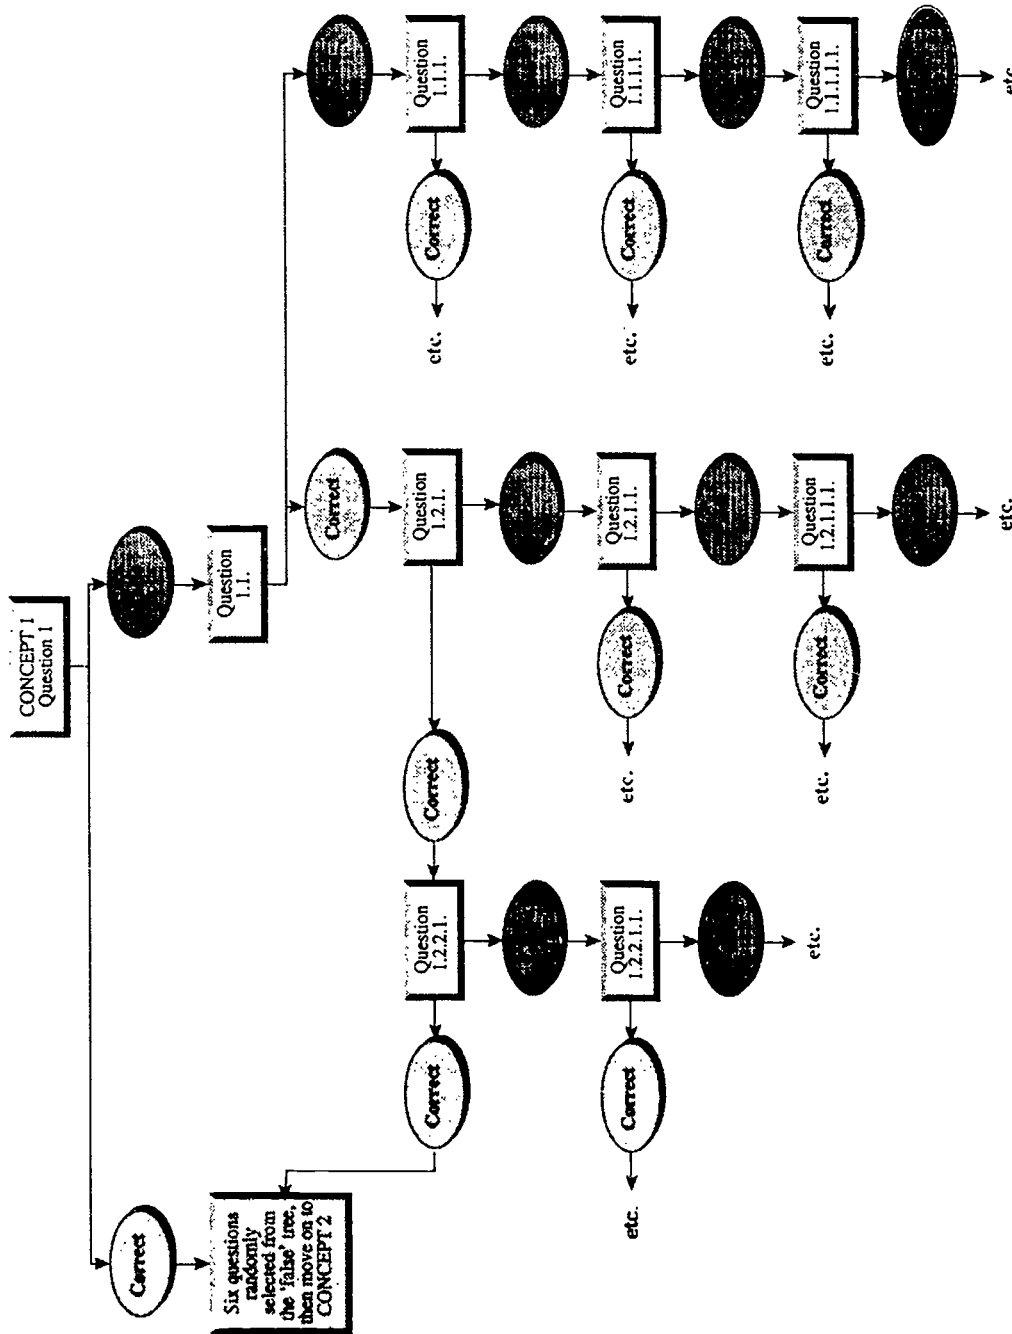 CONCEPT 1
Question 1
Correct
Six questions
randomly
selected from
the 'false' tree,
then move on to
CONCEPT 2
Question
1.1.
Correct
Question
1.2.1.
Correct
Question
1.2.2.1.
Correct
Question
1.2.2.1.1.
Correct
etc.
etc.
Question
1.2.1.1.
Correct
etc.
Question
1.2.1.1.1.
Correct
etc.
etc.
Question
1.1.1.
Correct
etc.
Question
1.1.1.1.
Correct
etc.
Question
1.1.1.1.1.
Correct
etc.
etc.